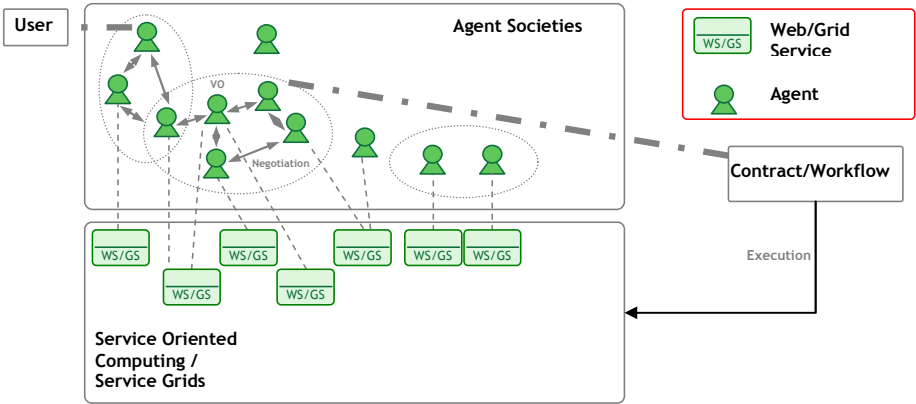 User
Agent Societies
WS/GS
Web/Grid
Service
Agent
VO
Negotiation
Contract/Workflow
WS/GS
WS/GS
WS/GS
WS/GS
WS/GS
WS/GS
WS/GS
Execution
Service Oriented
Computing /
Service Grids